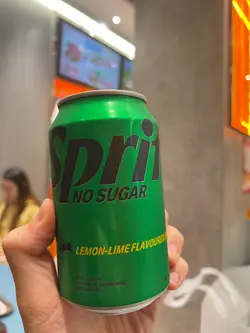 Sprit
NO SUGAR
LEMON-LIME FLAVOURED